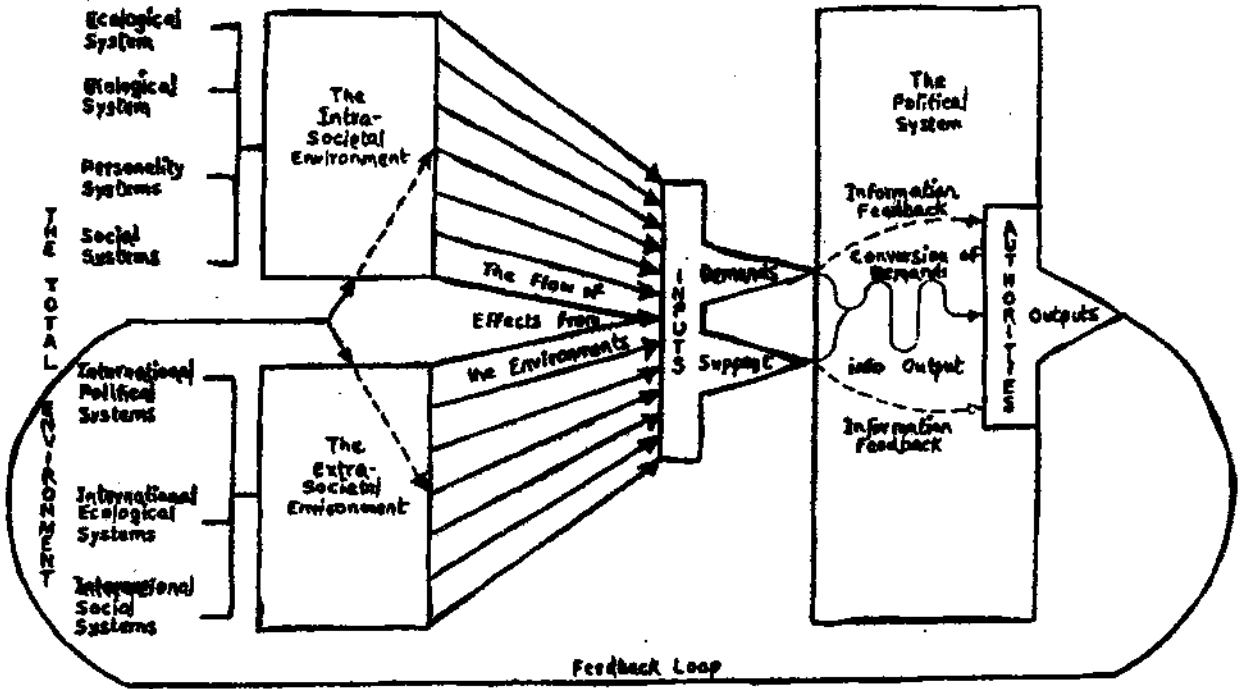 Ecological
System
Biological
System
Personality
Systems
Social
Systems
THE TOTAL ENVIRONMENT
International
Political
Systems
International
Ecological
Systems
International
Social
Systems
The
Intra-
Societal
Environment
The
Extra-
Societal
Environment
The Flow of
Effects From
the Environments
INPUTS
Demands
Support
The
Political
System
Information
Feedback
Conversion of
Demands
into Output
Information
Feedback
AUTHORITIES
Outputs
Feedback Loop